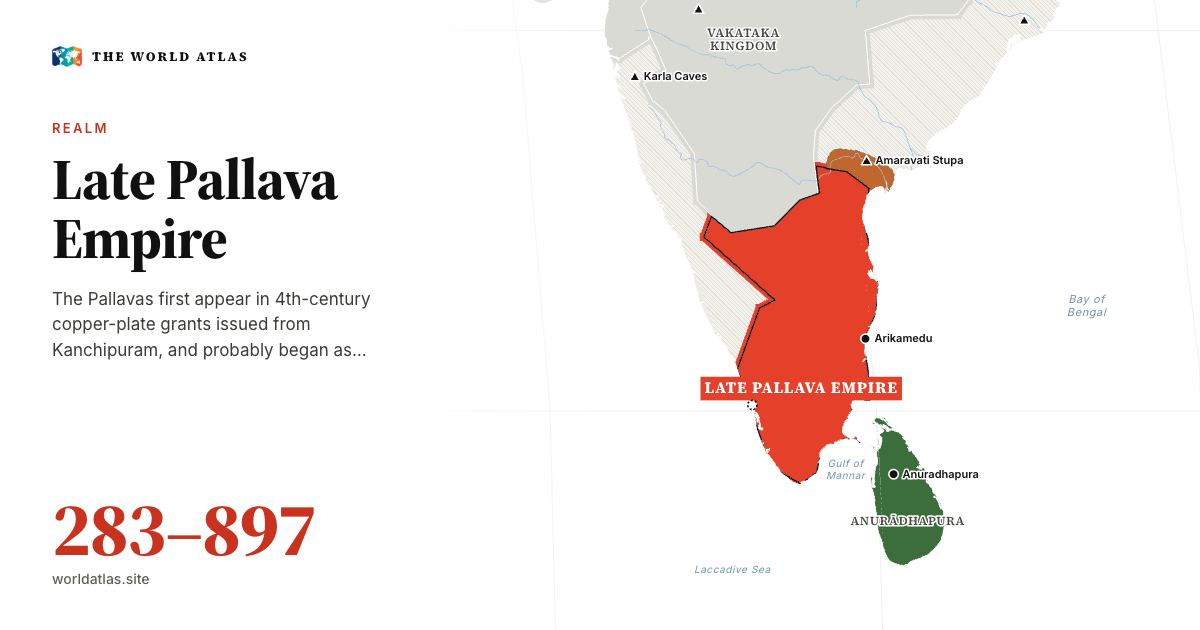 THE WORLD ATLAS
REALM
Late Pallava
Empire
The Pallavas first appear in 4th-century
copper-plate grants issued from
Kanchipuram, and probably began as...
283–897
worldatlas.site
VAKATAKA
KINGDOM
Karla Caves
Amaravati Stupa
Bay of
Bengal
Arikamedu
LATE PALLAVA EMPIRE
Gulf of
Mannar
Anuradhapura
ANURĀDHAPURA
Laccadive Sea